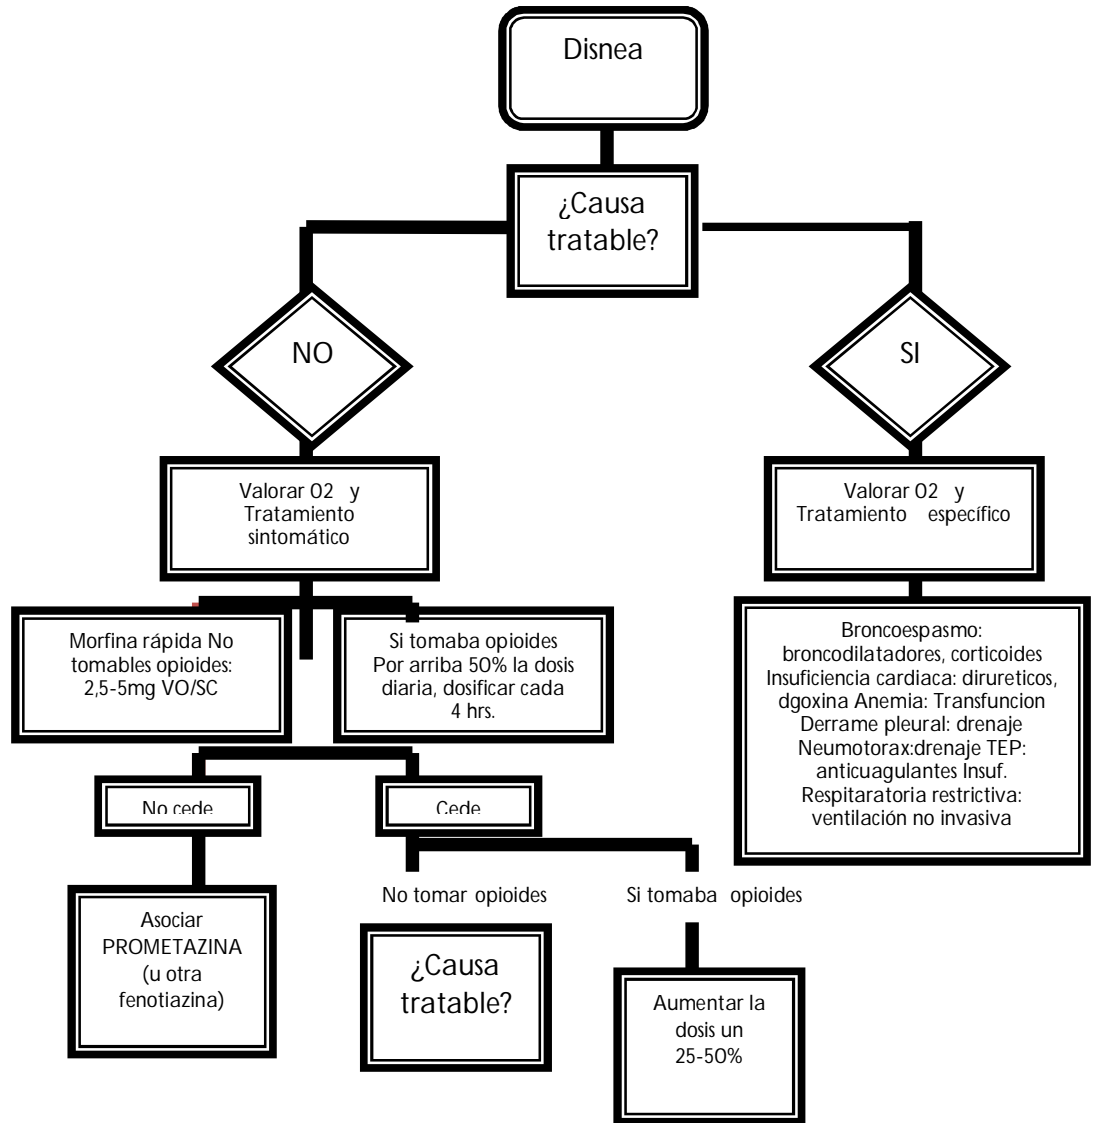 Disnea
¿Causa
tratable?
NO
SI
Valorar O2 y
Tratamiento
sintomático
Valorar O2 y
Tratamiento específico
Morfina rápida No
tomables opioides:
2,5-5mg VO/SC
Si tomaba opioides
Por arriba 50% la dosis
diaria, dosificar cada
4 hrs.
Broncoespasmo:
broncodilatadores, corticoides
Insuficiencia cardiaca: dirureticos,
dgoxina Anemia: Transfuncion
Derrame pleural: drenaje
Neumotorax:drenaje TEP:
anticuagulantes Insuf.
Respitaratoria restrictiva:
ventilación no invasiva
No cede
Cede
No tomar opioides
Si tomaba opioides
Asociar
PROMETAZINA
(u otra
fenotiazina)
¿Causa
tratable?
Aumentar la
dosis un
25-50%